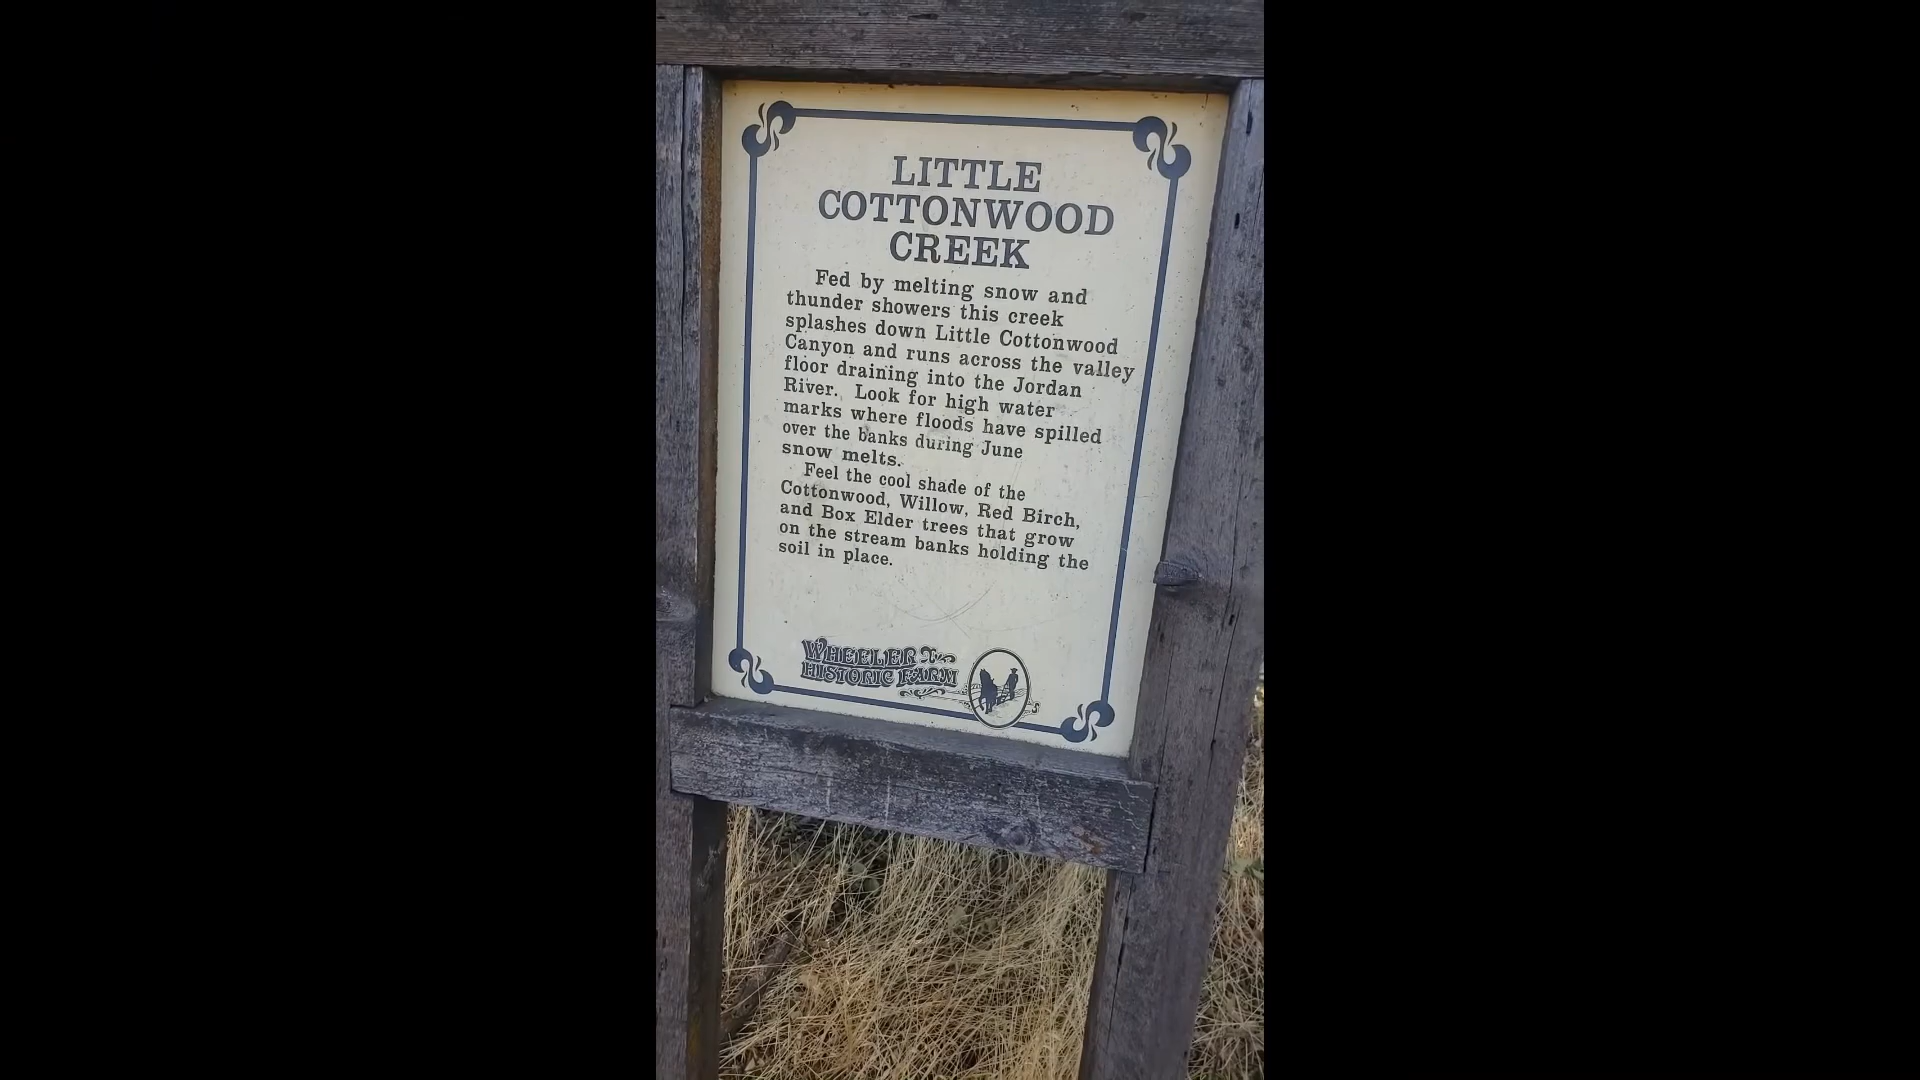 LITTLE
COTTONWOOD
CREEK
Fed by melting snow and
thunder showers this creek
splashes down Little Cottonwood
Canyon and runs across the valley
floor draining into the Jordan
River. Look for high water
marks where floods have spilled
over the banks during June
snow melts.
Feel the cool shade of the
Cottonwood, Willow, Red Birch,
and Box Elder trees that grow
on the stream banks holding the
soil in place.
WHEELER
HISTORIC FARM